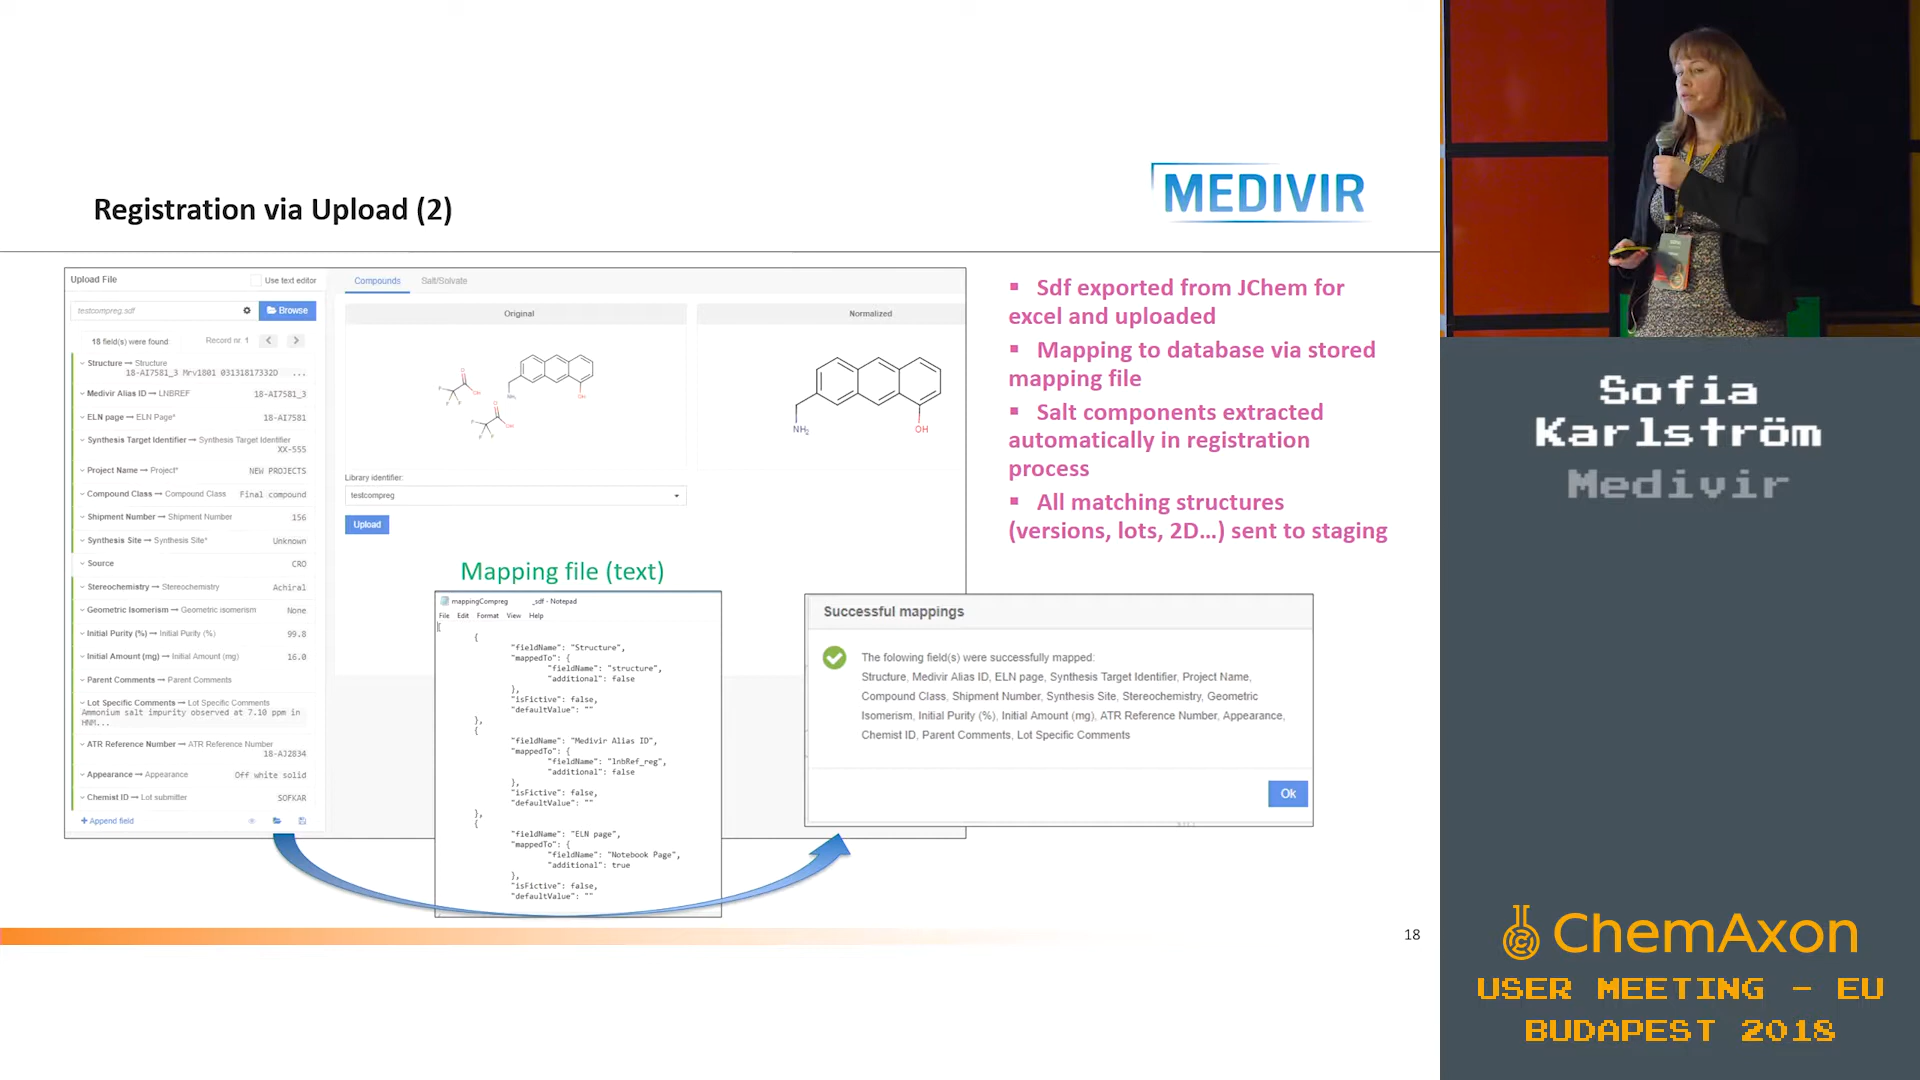 Registration via Upload (2)
MEDIVIR
Upload File
Use text editor
testcompreg.sdf
Browse
18 field(s) were found:
Record nr. 1
Structure → Structure
18-AI7581_3 Mrv1801 03131817332D ...
Medivir Alias ID → LNBREF
18-AI7581_3
ELN page → ELN Page*
18-AI7581
Synthesis Target Identifier → Synthesis Target Identifier
XX-555
Project Name → Project*
NEW PROJECTS
Compound Class → Compound Class
Final compound
Shipment Number → Shipment Number
156
Synthesis Site → Synthesis Site*
Unknown
Source
CRO
Stereochemistry → Stereochemistry
Achiral
Geometric Isomerism → Geometric isomerism
None
Initial Purity (%) → Initial Purity (%)
99.8
Initial Amount (mg) → Initial Amount (mg)
16.0
Parent Comments → Parent Comments
Lot Specific Comments → Lot Specific Comments
Ammonium salt impurity observed at 7.10 ppm in
HNM...
ATR Reference Number → ATR Reference Number
18-AJ2834
Appearance → Appearance
Off white solid
Chemist ID → Lot submitter
SOFKAR
+ Append field
Compounds
Salt/Solvate
Original
Normalized
NH₂
OH
Library identifier:
testcompreg
Upload
Mapping file (text)
mappingCompreg _sdf - Notepad
File Edit Format View Help
[
{
"fieldName": "Structure",
"mappedTo": {
"fieldName": "structure",
"additional": false
},
"isFictive": false,
"defaultValue": ""
},
{
"fieldName": "Medivir Alias ID",
"mappedTo": {
"fieldName": "lnbRef_reg",
"additional": false
},
"isFictive": false,
"defaultValue": ""
},
{
"fieldName": "ELN page",
"mappedTo": {
"fieldName": "Notebook Page",
"additional": true
},
"isFictive": false,
"defaultValue": ""
Successful mappings
The folowing field(s) were successfully mapped:
Structure, Medivir Alias ID, ELN page, Synthesis Target Identifier, Project Name,
Compound Class, Shipment Number, Synthesis Site, Stereochemistry, Geometric
Isomerism, Initial Purity (%), Initial Amount (mg), ATR Reference Number, Appearance,
Chemist ID, Parent Comments, Lot Specific Comments
Ok
▪ Sdf exported from JChem for
excel and uploaded
▪ Mapping to database via stored
mapping file
▪ Salt components extracted
automatically in registration
process
▪ All matching structures
(versions, lots, 2D...) sent to staging
18
Sofia
Karlström
Medivir
ChemAxon
USER MEETING - EU
BUDAPEST 2018